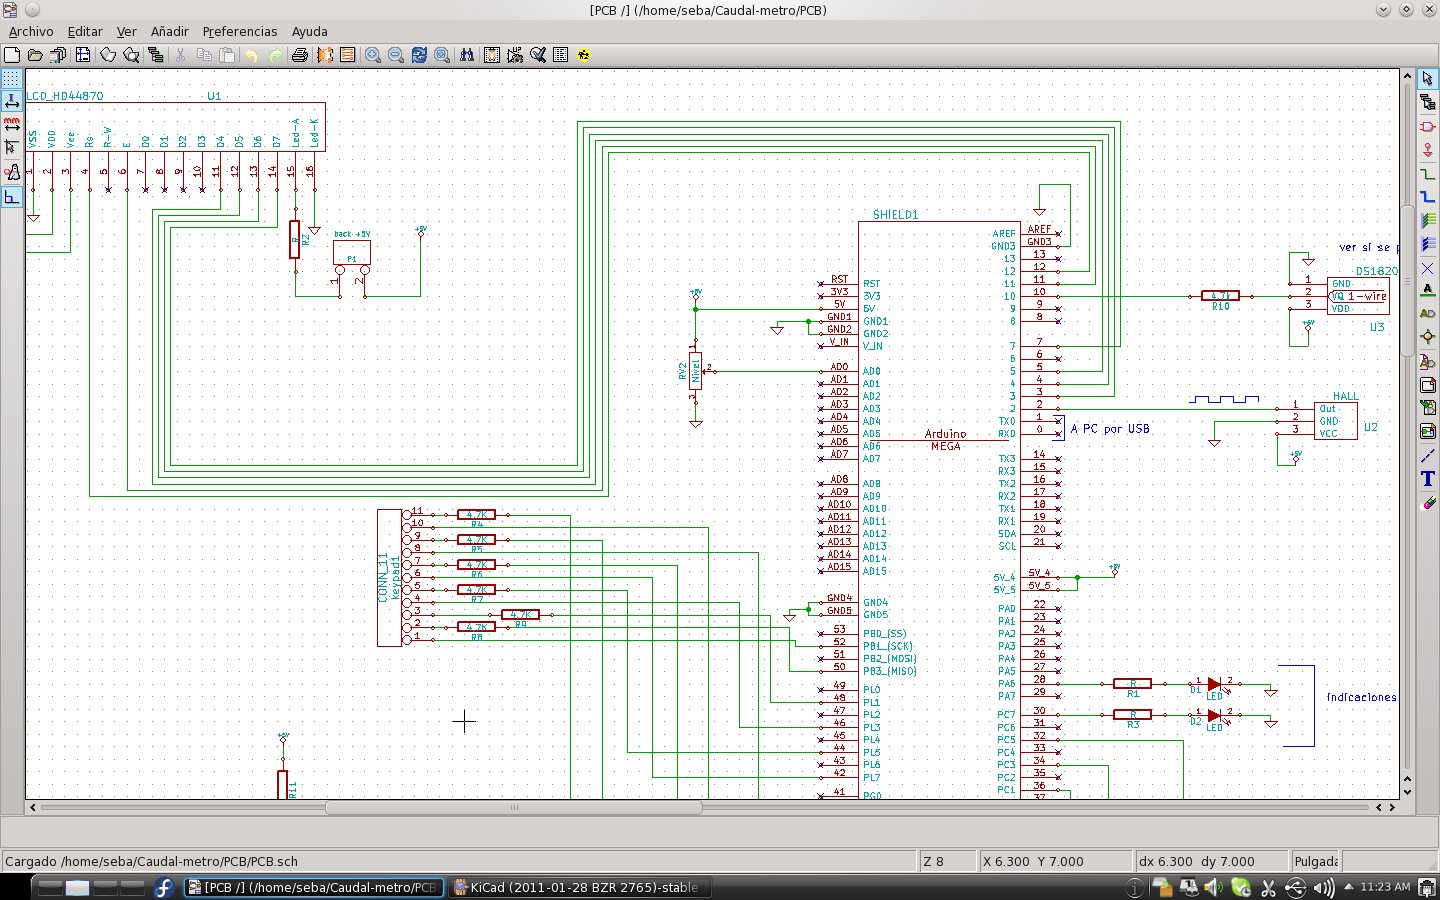 [PCB /] (/home/seba/Caudal-metro/PCB)
Archivo Editar Ver Añadir Preferencias Ayuda
LCD_HD44870 U1
VSS VDD Vee Rs R-W E D0 D1 D2 D3 D4 D5 D6 D7 Led-A Led-K
1 2 3 4 5 6 7 8 9 10 11 12 13 14 15 16
R R2
back +5V
P1
1 2
+5V
+5V
RV2 Nivel 1 2 3
SHIELD1
Arduino
MEGA
RST RST
3V3 3V3
5V 5V
GND1 GND1
GND2 GND2
V_IN V_IN
AD0 AD0
AD1 AD1
AD2 AD2
AD3 AD3
AD4 AD4
AD5 AD5
AD6 AD6
AD7 AD7
AD8 AD8
AD9 AD9
AD10 AD10
AD11 AD11
AD12 AD12
AD13 AD13
AD14 AD14
AD15 AD15
GND4 GND4
GND5 GND5
53 PB0_(SS)
52 PB1_(SCK)
51 PB2_(MOSI)
50 PB3_(MISO)
49 PL0
48 PL1
47 PL2
46 PL3
45 PL4
44 PL5
43 PL6
42 PL7
41 PG0
AREF AREF
GND3 GND3
13 13
12 12
11 11
10 10
9 9
8 8
7 7
6 6
5 5
4 4
3 3
2 2
TX0 1
RX0 0
A PC por USB
TX3 14
RX3 15
TX2 16
RX2 17
TX1 18
RX1 19
SDA 20
SCL 21
5V_4 5V_4
5V_5 5V_5
+5V
PA0 22
PA1 23
PA2 24
PA3 25
PA4 26
PA5 27
PA6 28
PA7 29
PC7 30
PC6 31
PC5 32
PC4 33
PC3 34
PC2 35
PC1 36
37
ver si se p
DS1820
1 GND
2 VQ 1-wire
3 VDD
U3
+5V
4.7k
R10
HALL
1 Out
2 GND
3 VCC
U2
+5V
R R1 1 2 D1 LED
R R3 1 2 D2 LED
indicaciones
CONN_11
keypad1
11 4.7K
10 R4
9 4.7K
8 R5
7 4.7K
6 R6
5 4.7K
4 R7
3 4.7K R9
2 4.7K
1 R8
+5V
R11
Cargado /home/seba/Caudal-metro/PCB/PCB.sch
Z 8
X 6.300 Y 7.000
dx 6.300 dy 7.000
Pulgada
[PCB /] (/home/seba/Caudal-metro/PCB
KiCad (2011-01-28 BZR 2765)-stable
11:23 AM